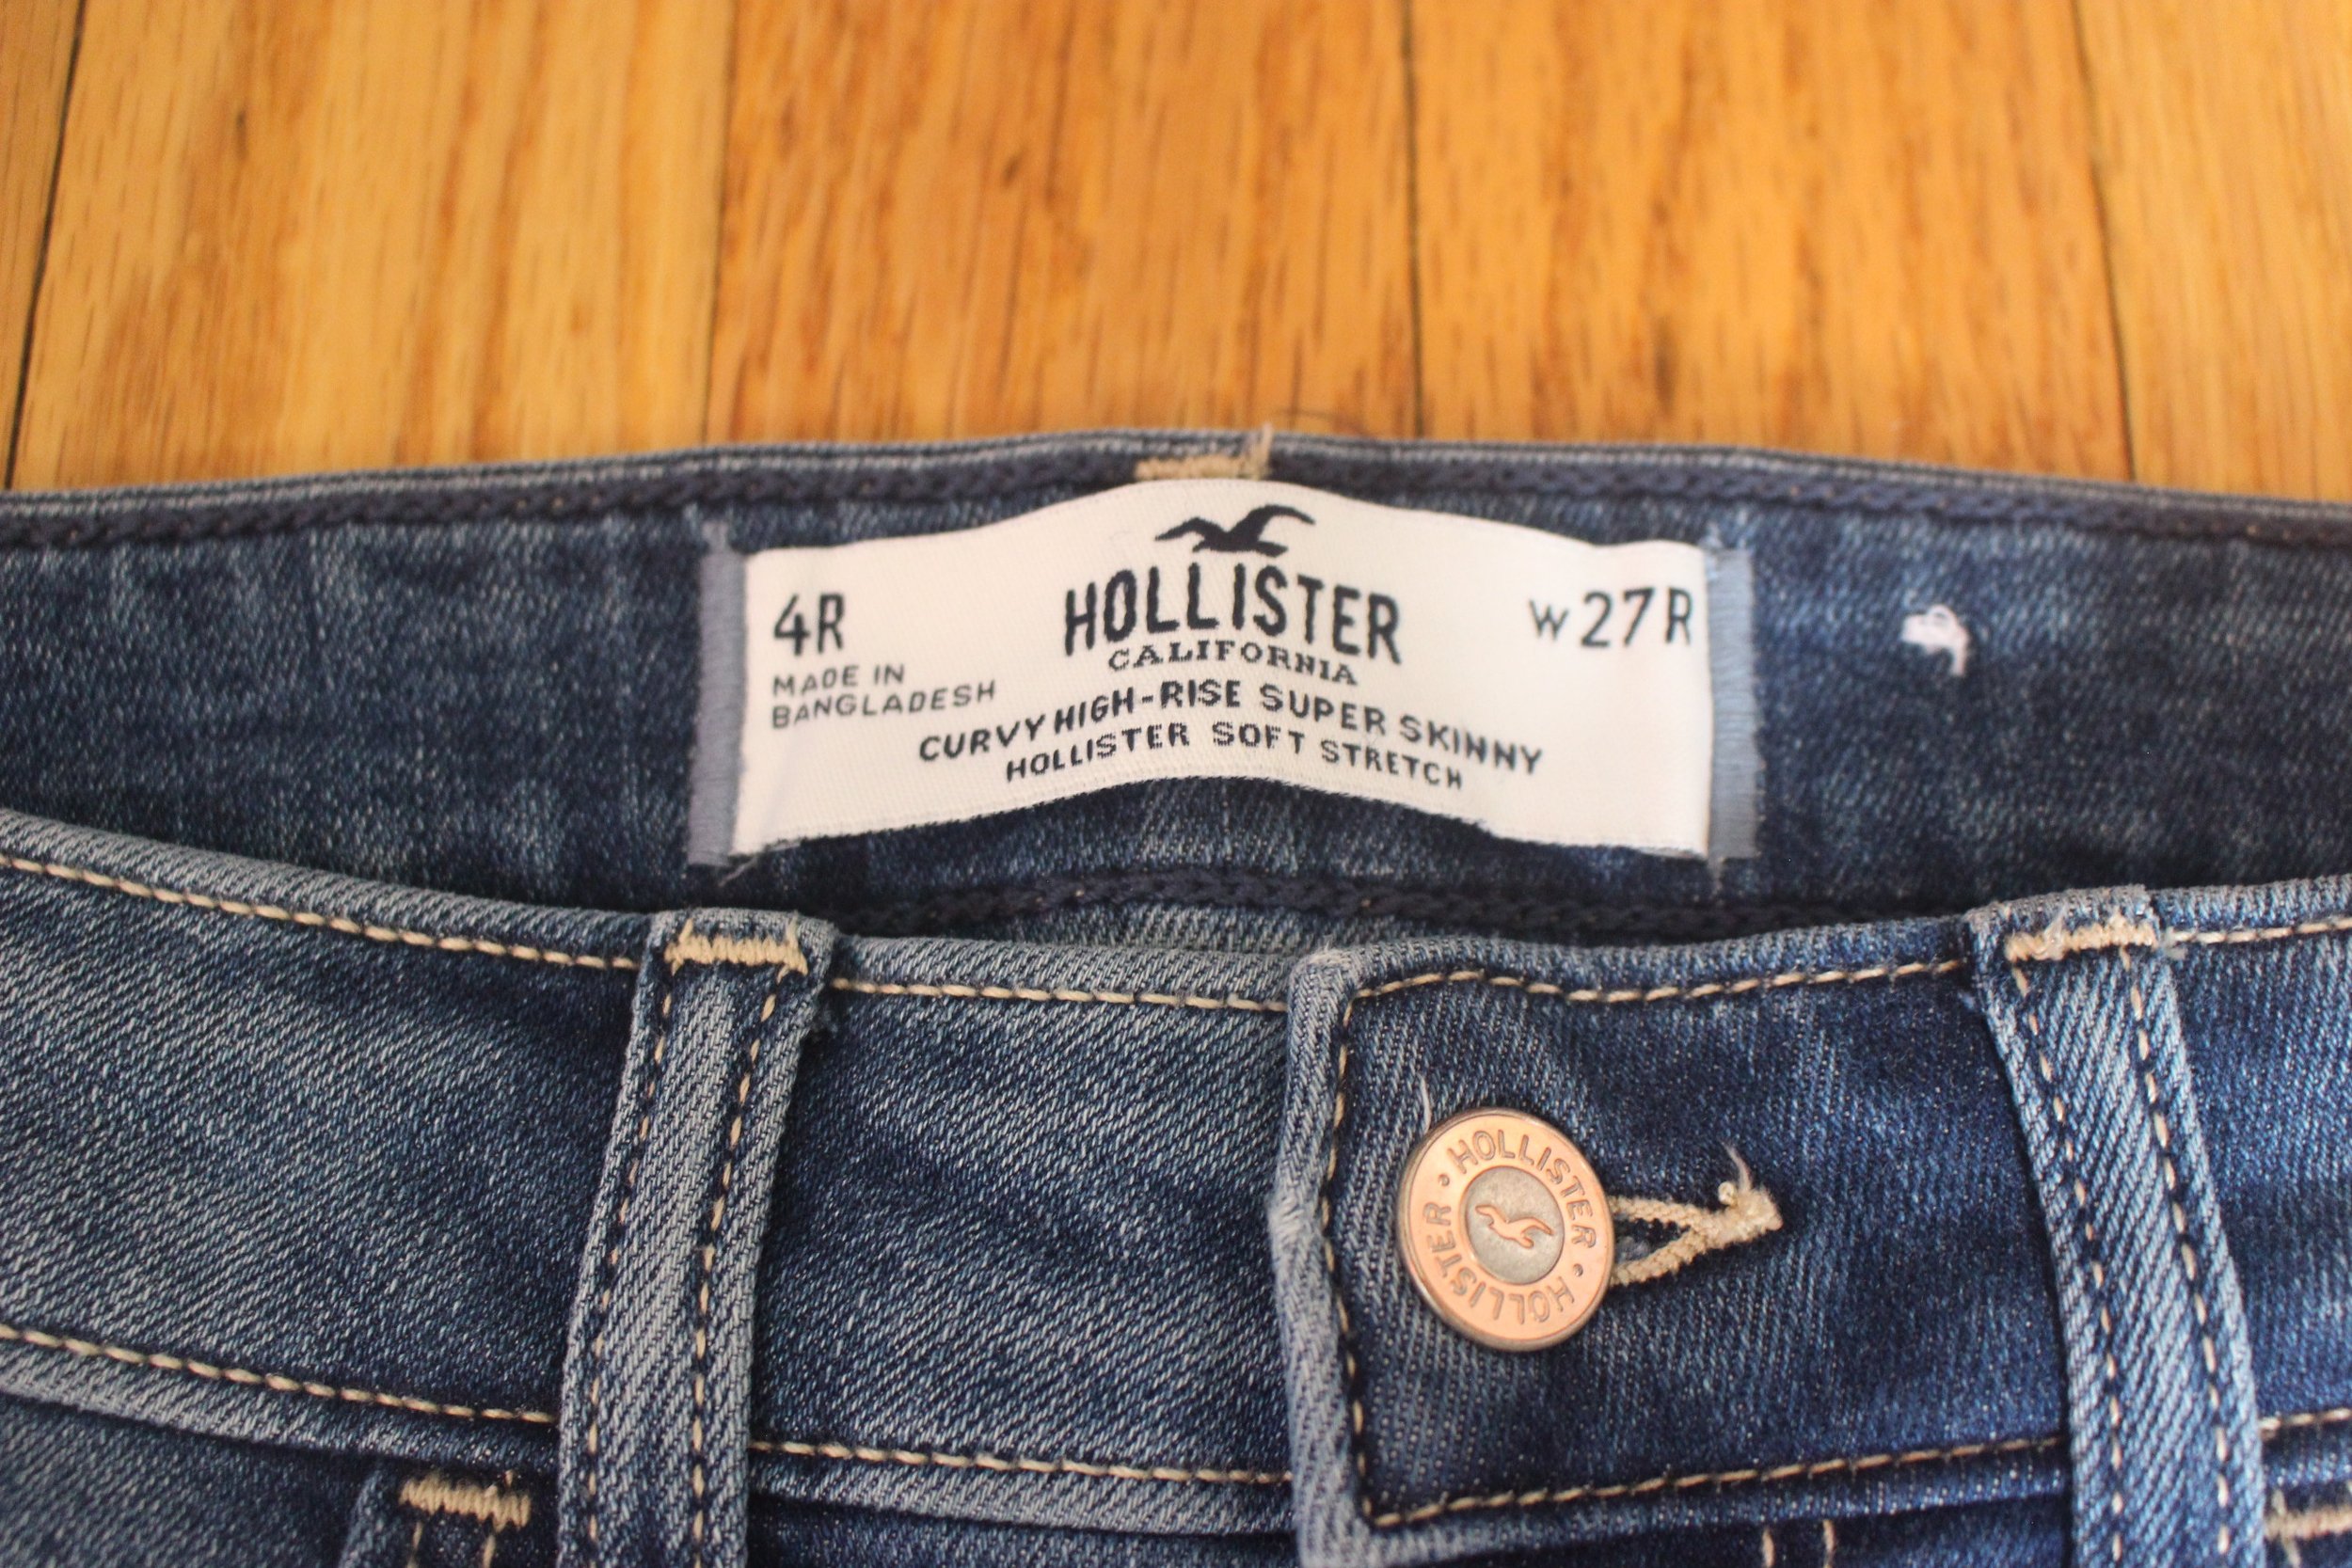 4R
MADE IN
BANGLADESH
HOLLISTER
CALIFORNIA
CURVY HIGH-RISE SUPER SKINNY
HOLLISTER SOFT STRETCH
W27R
HOLLISTER • HOLLISTER •